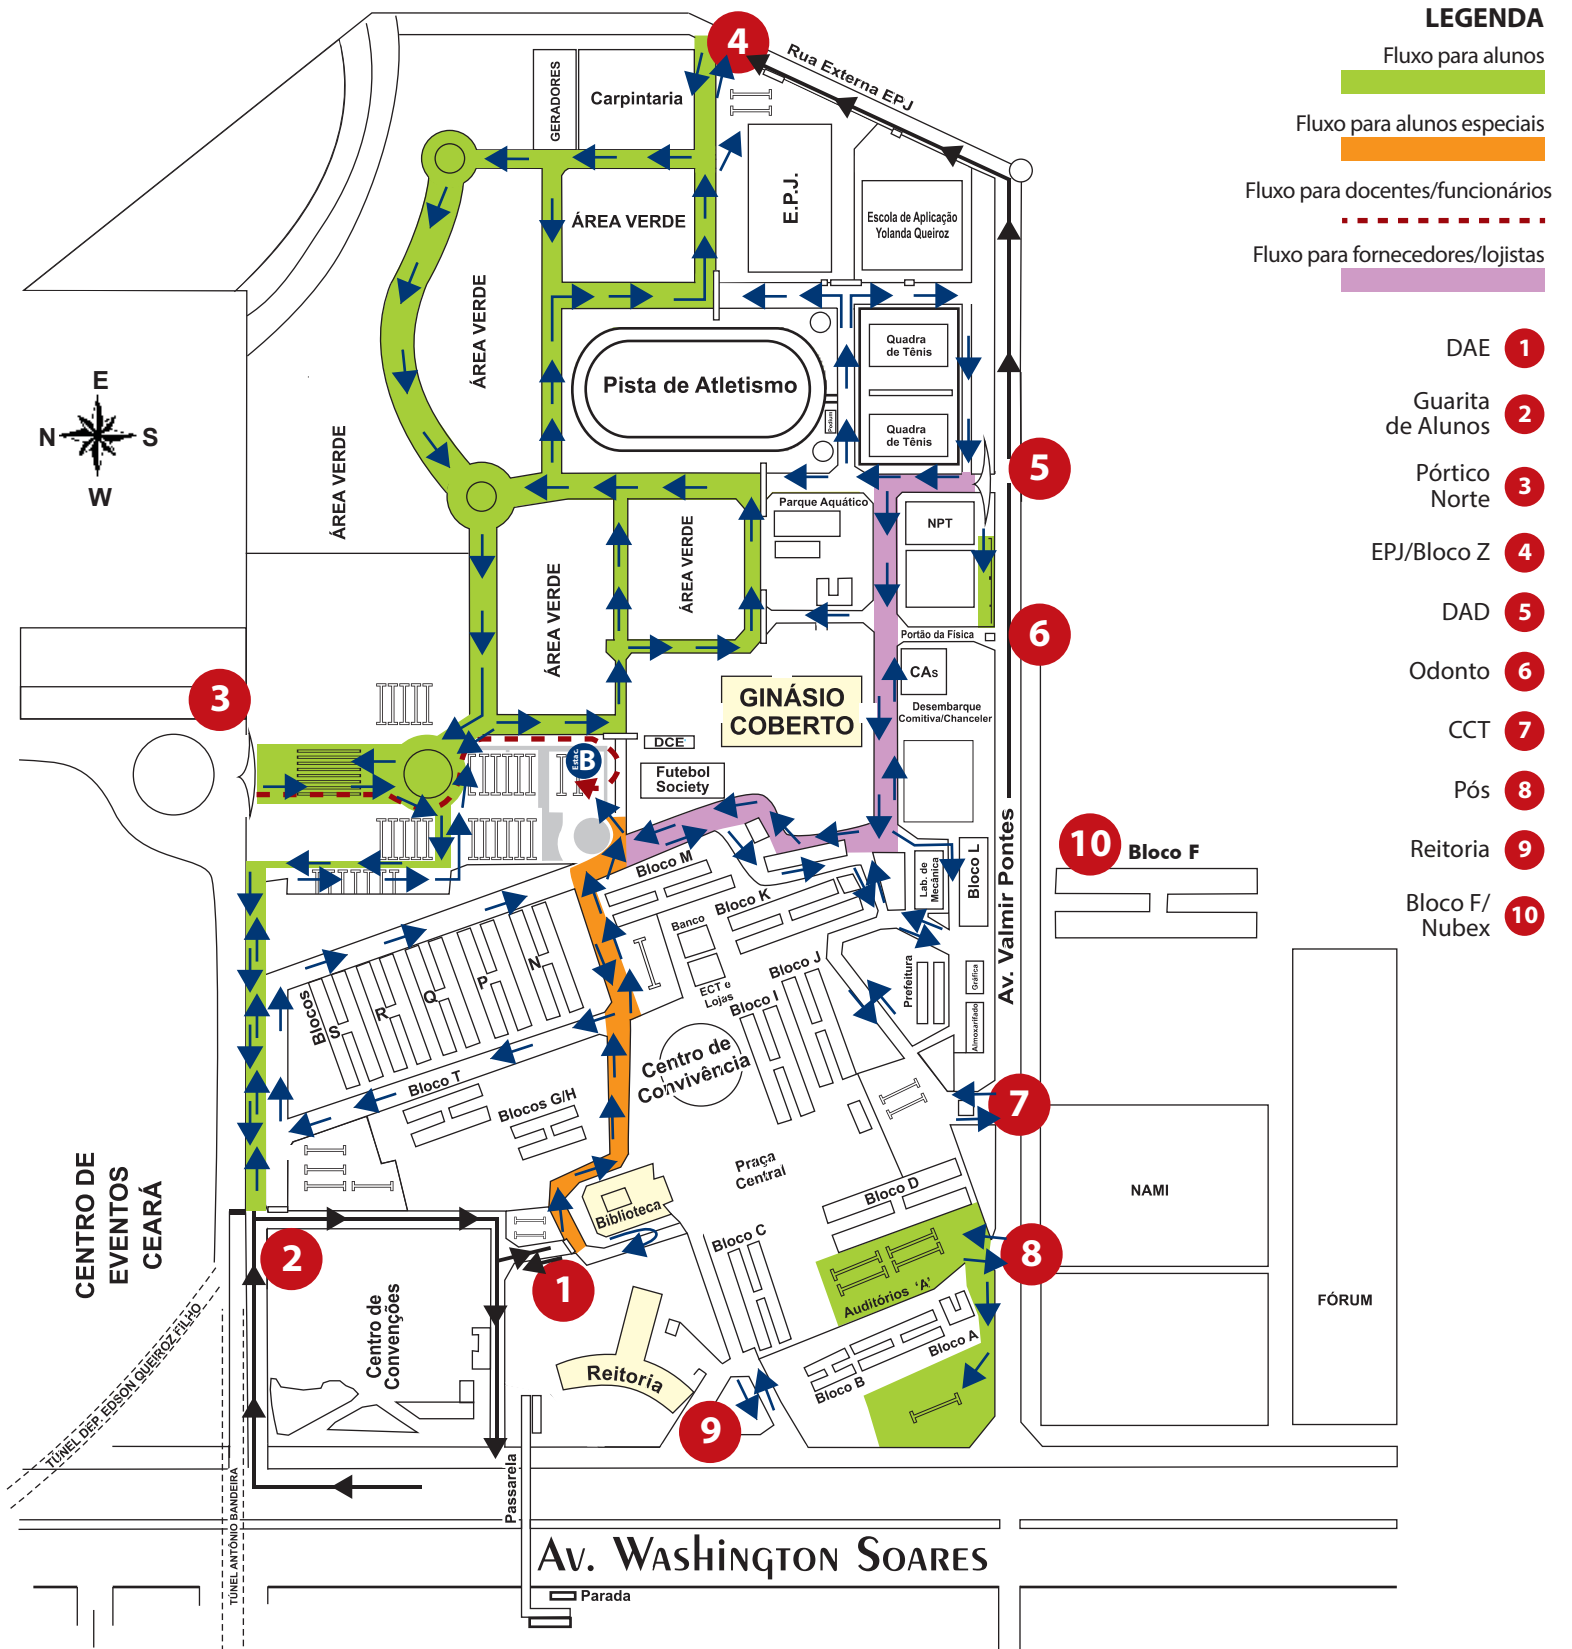 LEGENDA
Fluxo para alunos
Fluxo para alunos especiais
Fluxo para docentes/funcionários
Fluxo para fornecedores/lojistas
DAE 1
Guarita
de Alunos 2
Pórtico
Norte 3
EPJ/Bloco Z 4
DAD 5
Odonto 6
CCT 7
Pós 8
Reitoria 9
Bloco F/
Nubex 10
4
Rua Externa EPJ
GERADORES
Carpintaria
ÁREA VERDE
E.P.J.
Escola de Aplicação
Yolanda Queiroz
ÁREA VERDE
Quadra
de Tênis
Pista de Atletismo
Podium
Quadra
de Tênis
E
N S
W
ÁREA VERDE
5
Parque Aquático
NPT
ÁREA VERDE
ÁREA VERDE
6
Portão da Física
CAs
3
GINÁSIO
COBERTO
Desembarque
Comitiva/Chanceler
DCE
Estac.
B
Futebol
Society
Av. Valmir Pontes
10 Bloco F
Bloco M
Lab. de
Mecânica
Bloco L
Bloco K
Banco
ECT e
Lojas
Bloco J
Bloco I
Prefeitura
Gráfica
Almoxarifado
Blocos
S
R
Q
P
N
Centro de
Convivência
Bloco T
Blocos G/H
7
Praça
Central
NAMI
Bloco D
Biblioteca
Bloco C
CENTRO DE
EVENTOS
CEARÁ
2
1
8
Auditórios 'A'
FÓRUM
Centro de
Convenções
Reitoria
Bloco A
Bloco B
9
TÚNEL DEP. EDSON QUEIROZ FILHO
TÚNEL ANTÔNIO BANDEIRA
Passarela
Av. Washington Soares
Parada